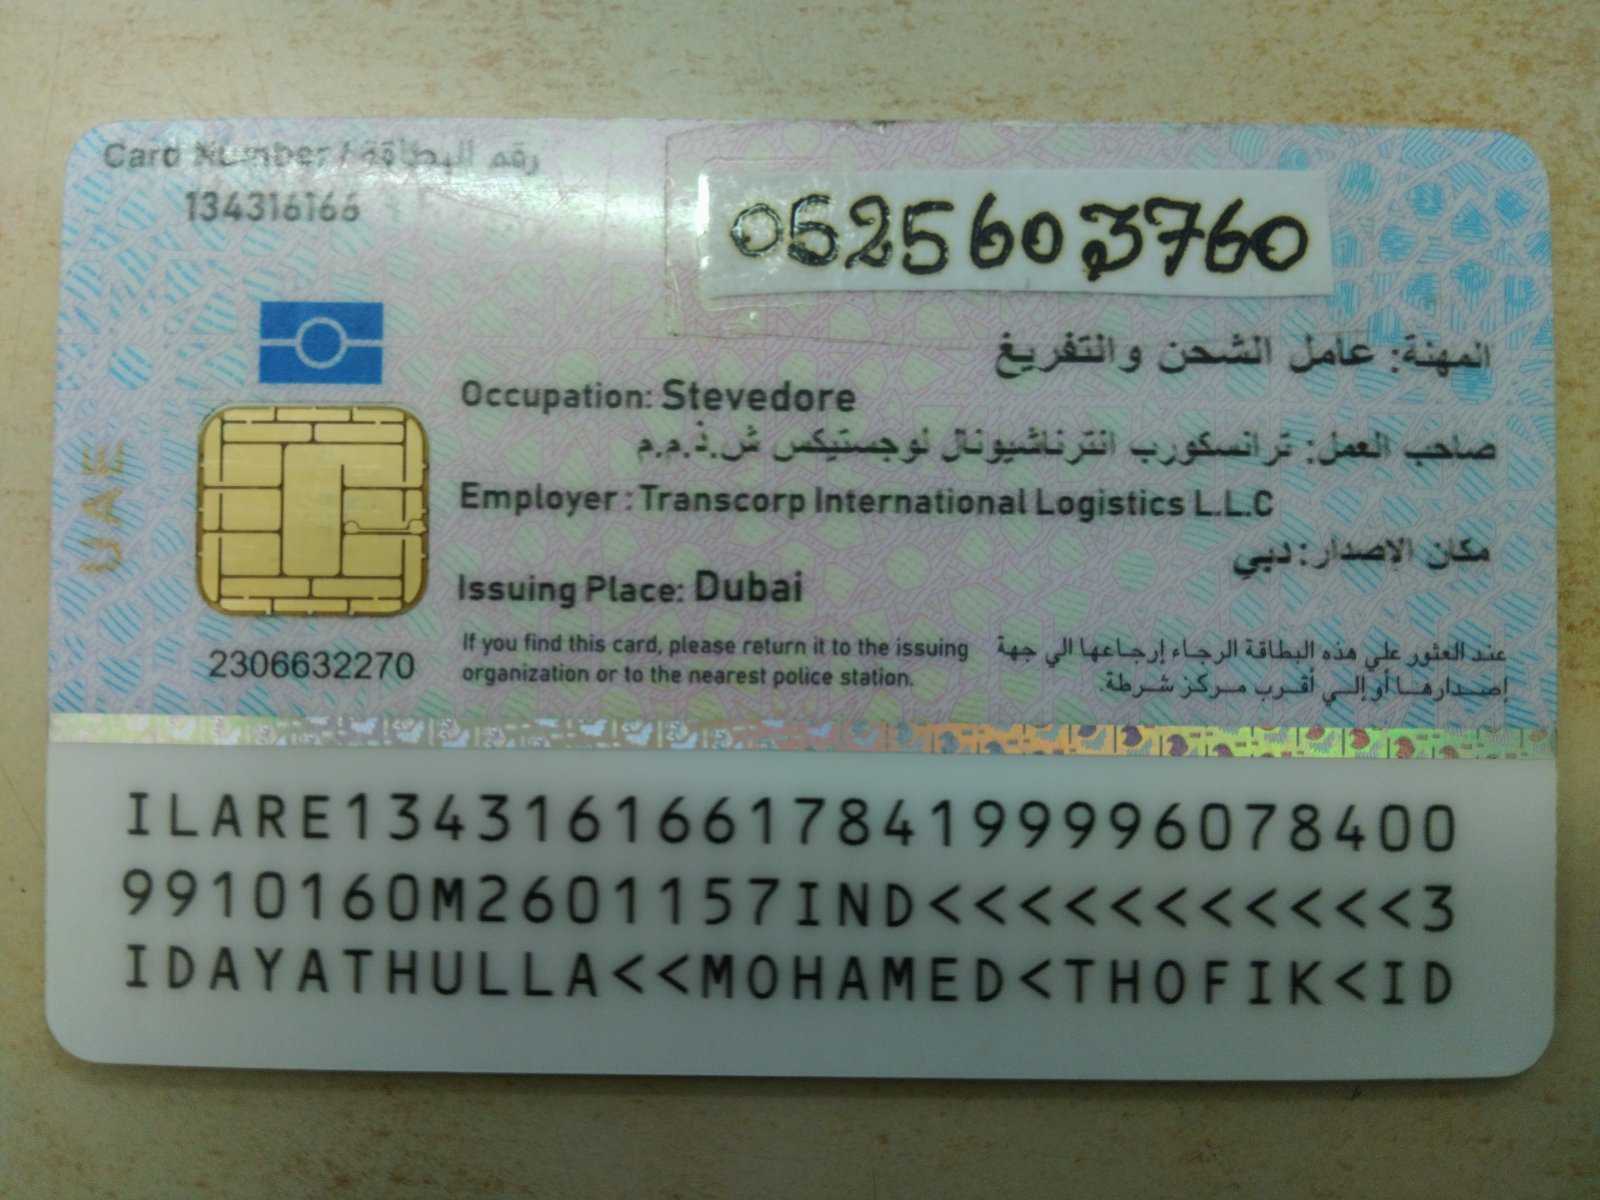 Card Number / رقم البطاقة
134316166
0525603760
المهنة: عامل الشحن والتفريغ
Occupation: Stevedore
صاحب العمل: ترانسكورب انترناشيونال لوجستيكس ش.ذ.م.م
Employer: Transcorp International Logistics L.L.C
مكان الإصدار: دبي
Issuing Place: Dubai
UAE
2306632270
If you find this card, please return it to the issuing
organization or to the nearest police station.
عند العثور علي هذه البطاقة الرجاء إرجاعها الي جهة
إصدارها أو إلي أقرب مركز شرطة.
ILARE1343161661784199996078400
9910160M2601157IND<<<<<<<<<<<3
IDAYATHULLA<<MOHAMED<THOFIK<ID